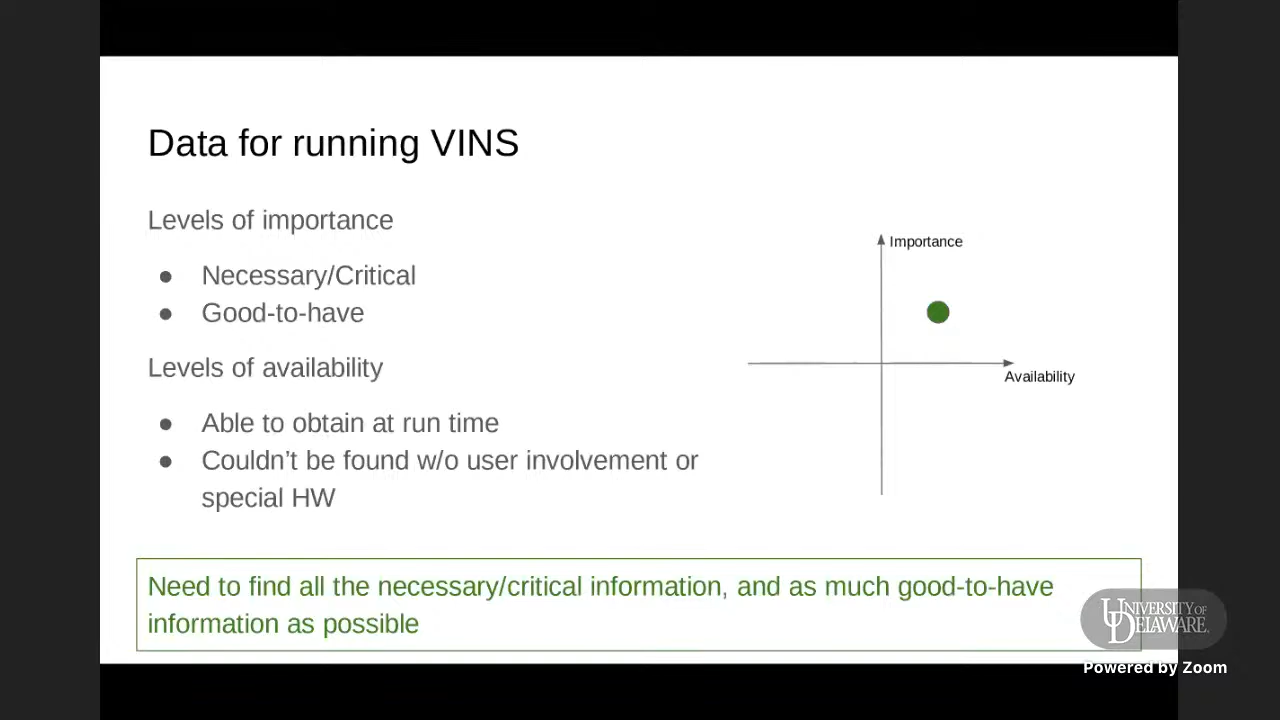 Data for running VINS
Levels of importance
● Necessary/Critical
● Good-to-have
Levels of availability
● Able to obtain at run time
● Couldn’t be found w/o user involvement or
special HW
Importance
Availability
Need to find all the necessary/critical information, and as much good-to-have
information as possible
UNIVERSITY OF
DELAWARE.
Powered by Zoom